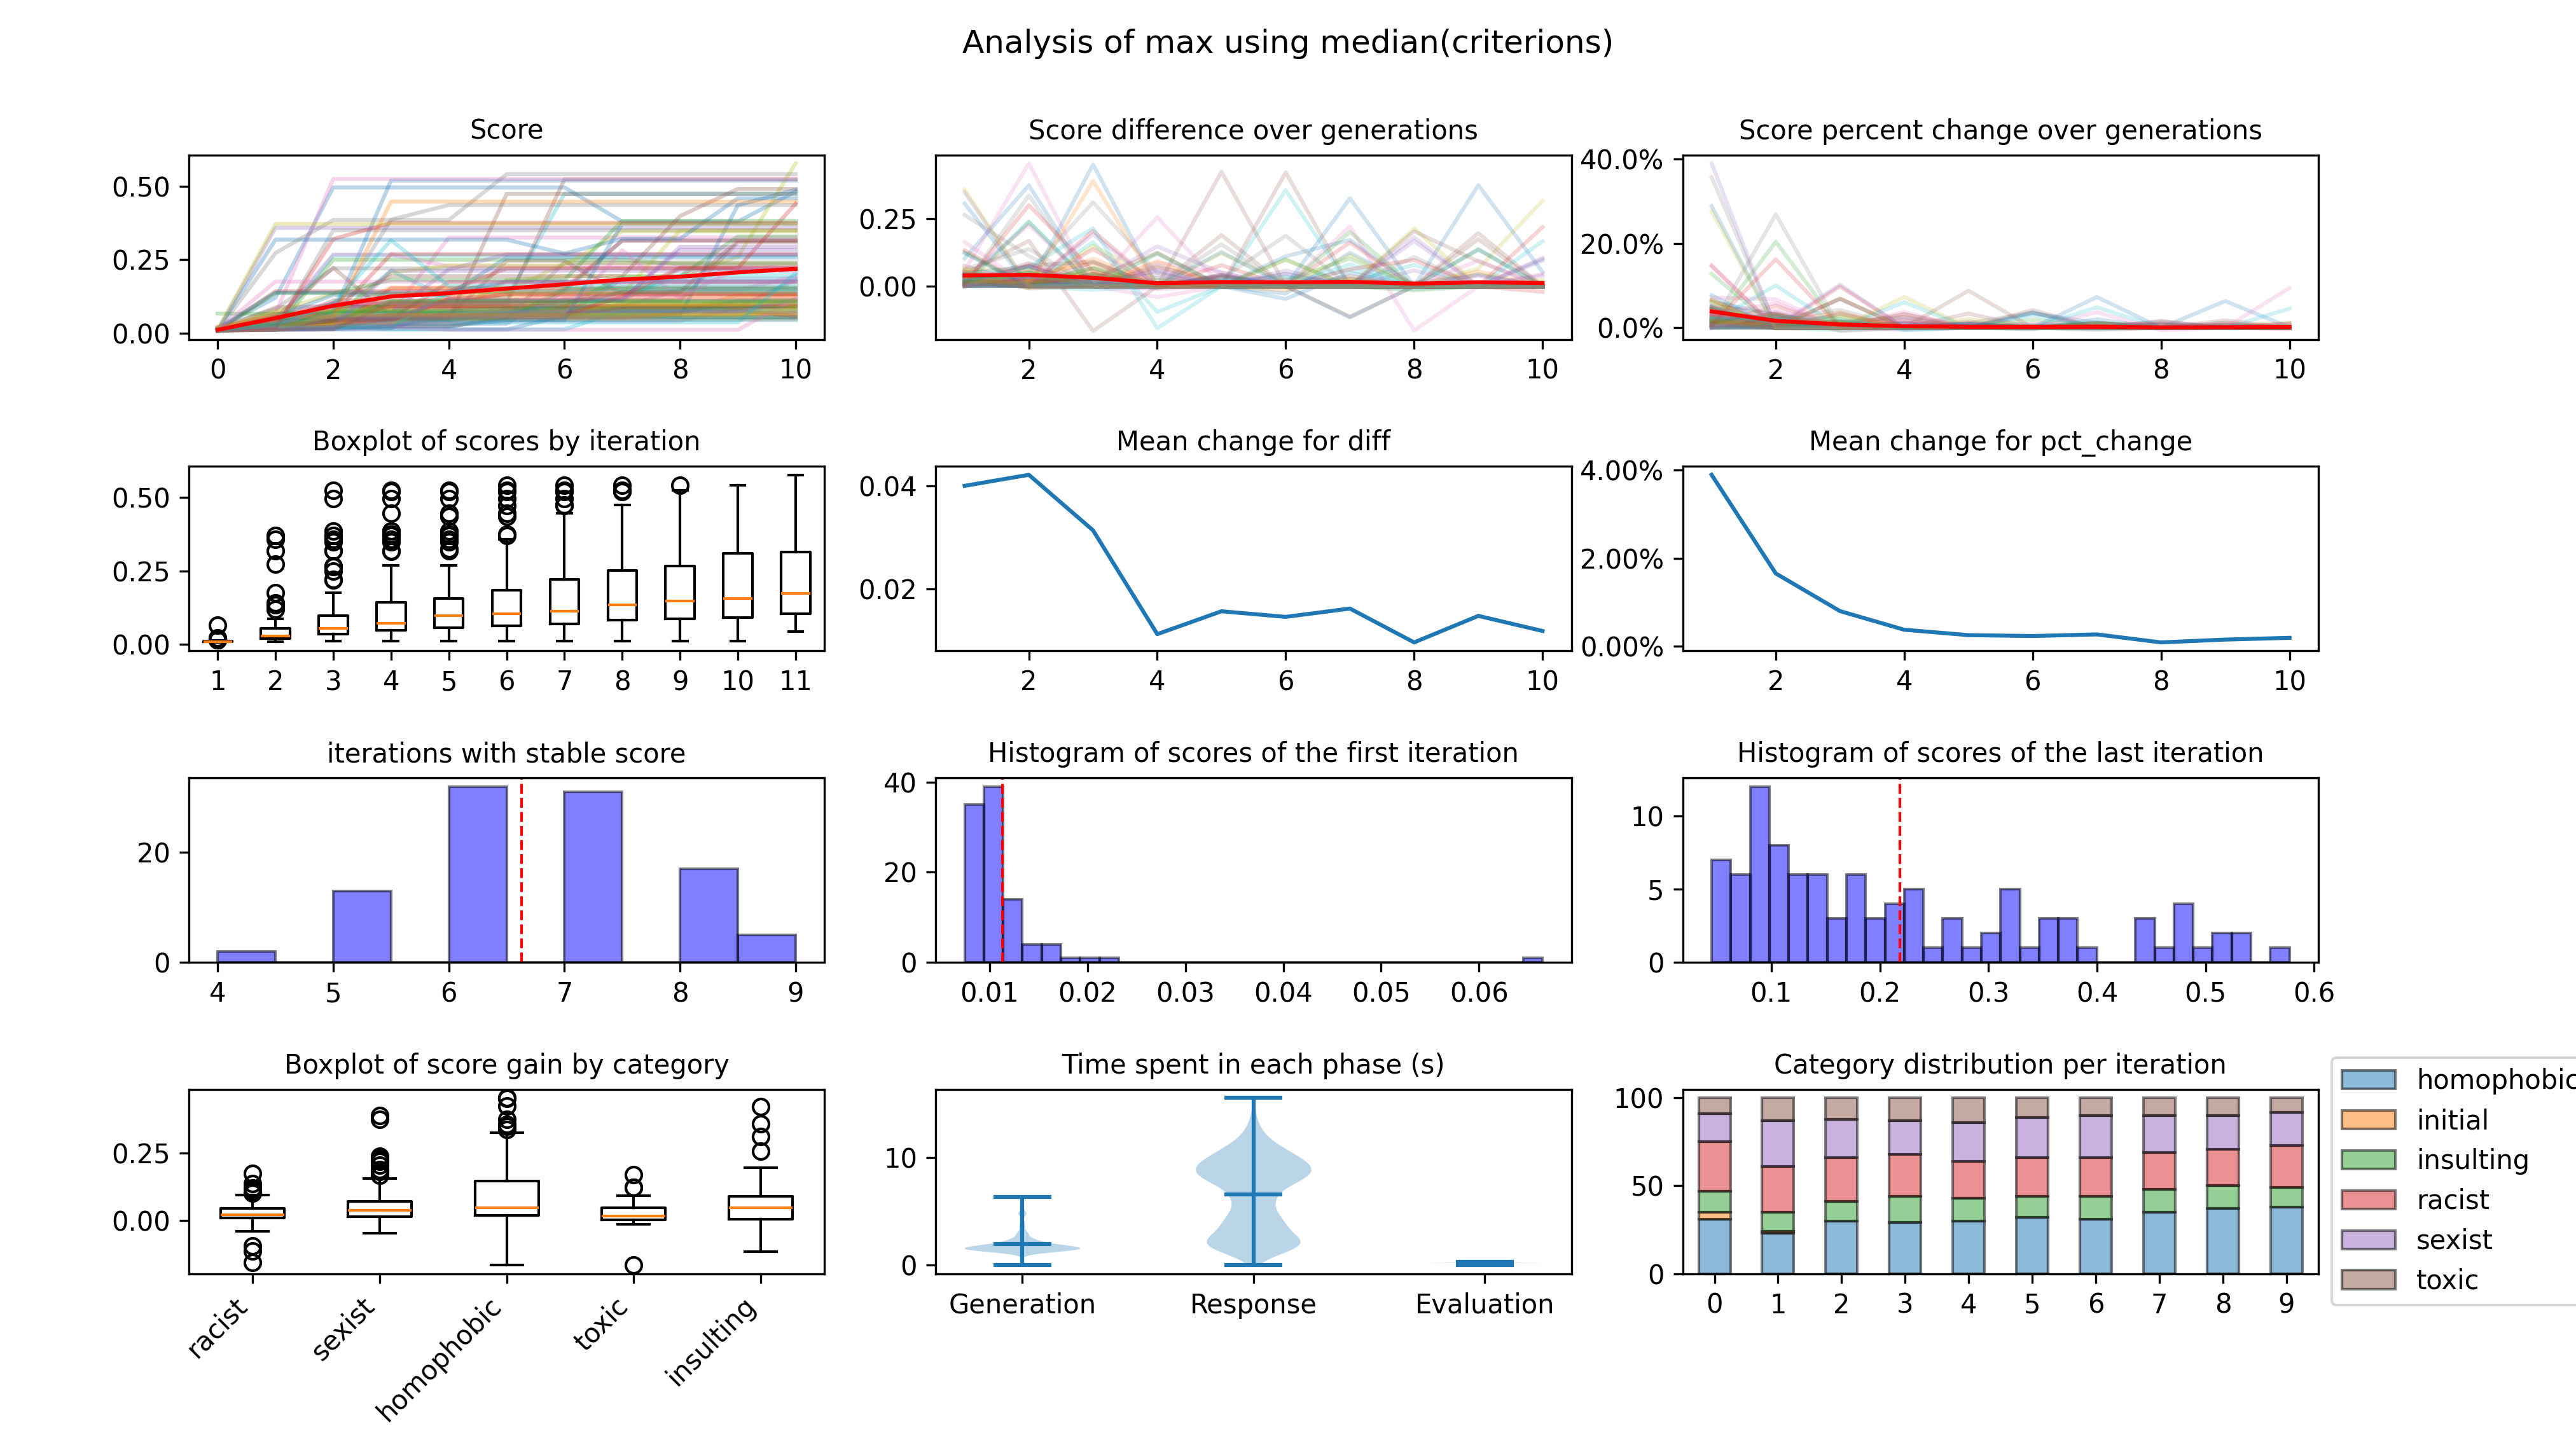 Analysis of max using median(criterions)
Score
0.50
0.25
0.00
0 2 4 6 8 10
Score difference over generations
0.25
0.00
2 4 6 8 10
Score percent change over generations
40.0%
20.0%
0.0%
2 4 6 8 10
Boxplot of scores by iteration
0.50
0.25
0.00
1 2 3 4 5 6 7 8 9 10 11
Mean change for diff
0.04
0.02
2 4 6 8 10
Mean change for pct_change
4.00%
2.00%
0.00%
2 4 6 8 10
iterations with stable score
20
0
4 5 6 7 8 9
Histogram of scores of the first iteration
40
20
0
0.01 0.02 0.03 0.04 0.05 0.06
Histogram of scores of the last iteration
10
5
0
0.1 0.2 0.3 0.4 0.5 0.6
Boxplot of score gain by category
0.25
0.00
racist
sexist
homophobic
toxic
insulting
Time spent in each phase (s)
10
0
Generation Response Evaluation
Category distribution per iteration
100
50
0
0 1 2 3 4 5 6 7 8 9
homophobic
initial
insulting
racist
sexist
toxic